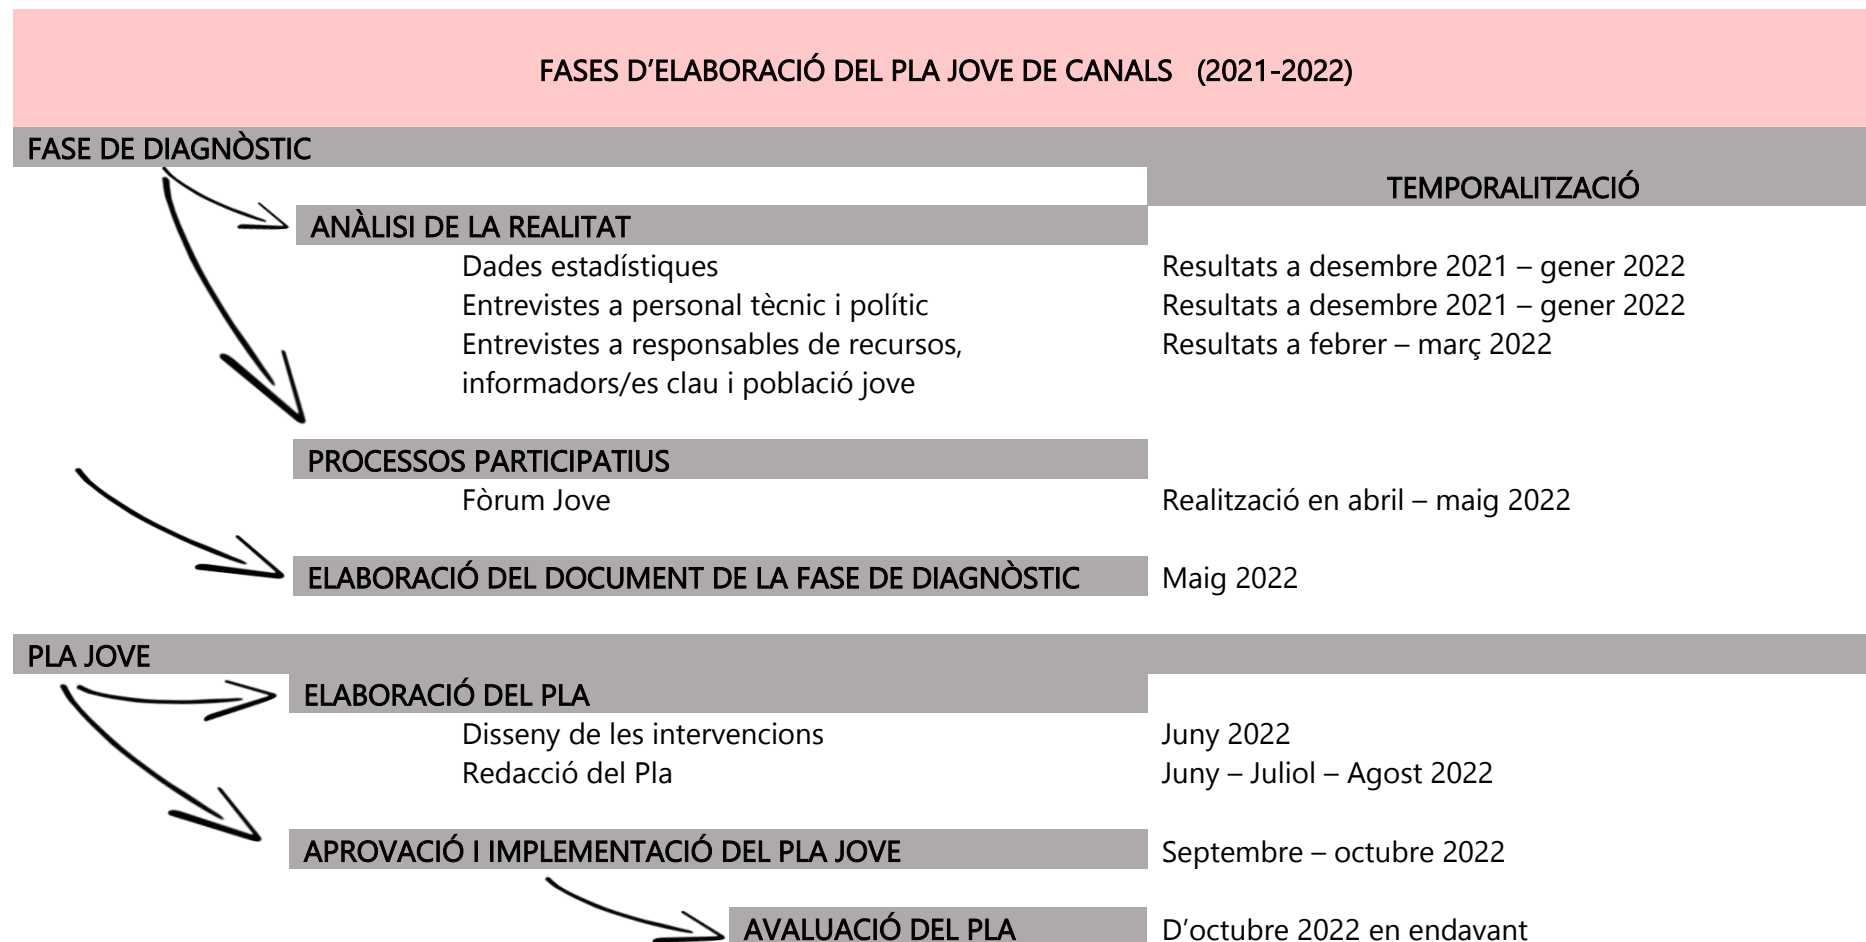 FASES D’ELABORACIÓ DEL PLA JOVE DE CANALS (2021-2022)
FASE DE DIAGNÒSTIC
TEMPORALITZACIÓ
ANÀLISI DE LA REALITAT
Dades estadístiques Resultats a desembre 2021 – gener 2022
Entrevistes a personal tècnic i polític Resultats a desembre 2021 – gener 2022
Entrevistes a responsables de recursos, Resultats a febrer – març 2022
informadors/es clau i població jove
PROCESSOS PARTICIPATIUS
Fòrum Jove Realització en abril – maig 2022
ELABORACIÓ DEL DOCUMENT DE LA FASE DE DIAGNÒSTIC Maig 2022
PLA JOVE
ELABORACIÓ DEL PLA
Disseny de les intervencions Juny 2022
Redacció del Pla Juny – Juliol – Agost 2022
APROVACIÓ I IMPLEMENTACIÓ DEL PLA JOVE Septembre – octubre 2022
AVALUACIÓ DEL PLA D’octubre 2022 en endavant